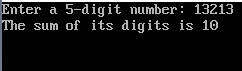 Enter a 5-digit number: 13213
The sum of its digits is 10